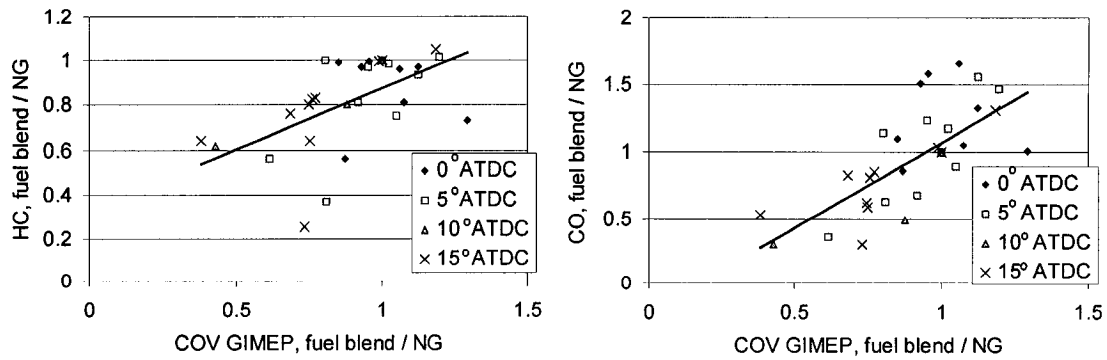 HC, fuel blend / NG
1.2
1
0.8
0.6
0.4
0.2
0
0
0.5
1
1.5
COV GIMEP, fuel blend / NG
0° ATDC
5° ATDC
10° ATDC
15° ATDC
CO, fuel blend / NG
2
1.5
1
0.5
0
0
0.5
1
1.5
COV GIMEP, fuel blend / NG
0° ATDC
5° ATDC
10° ATDC
15° ATDC